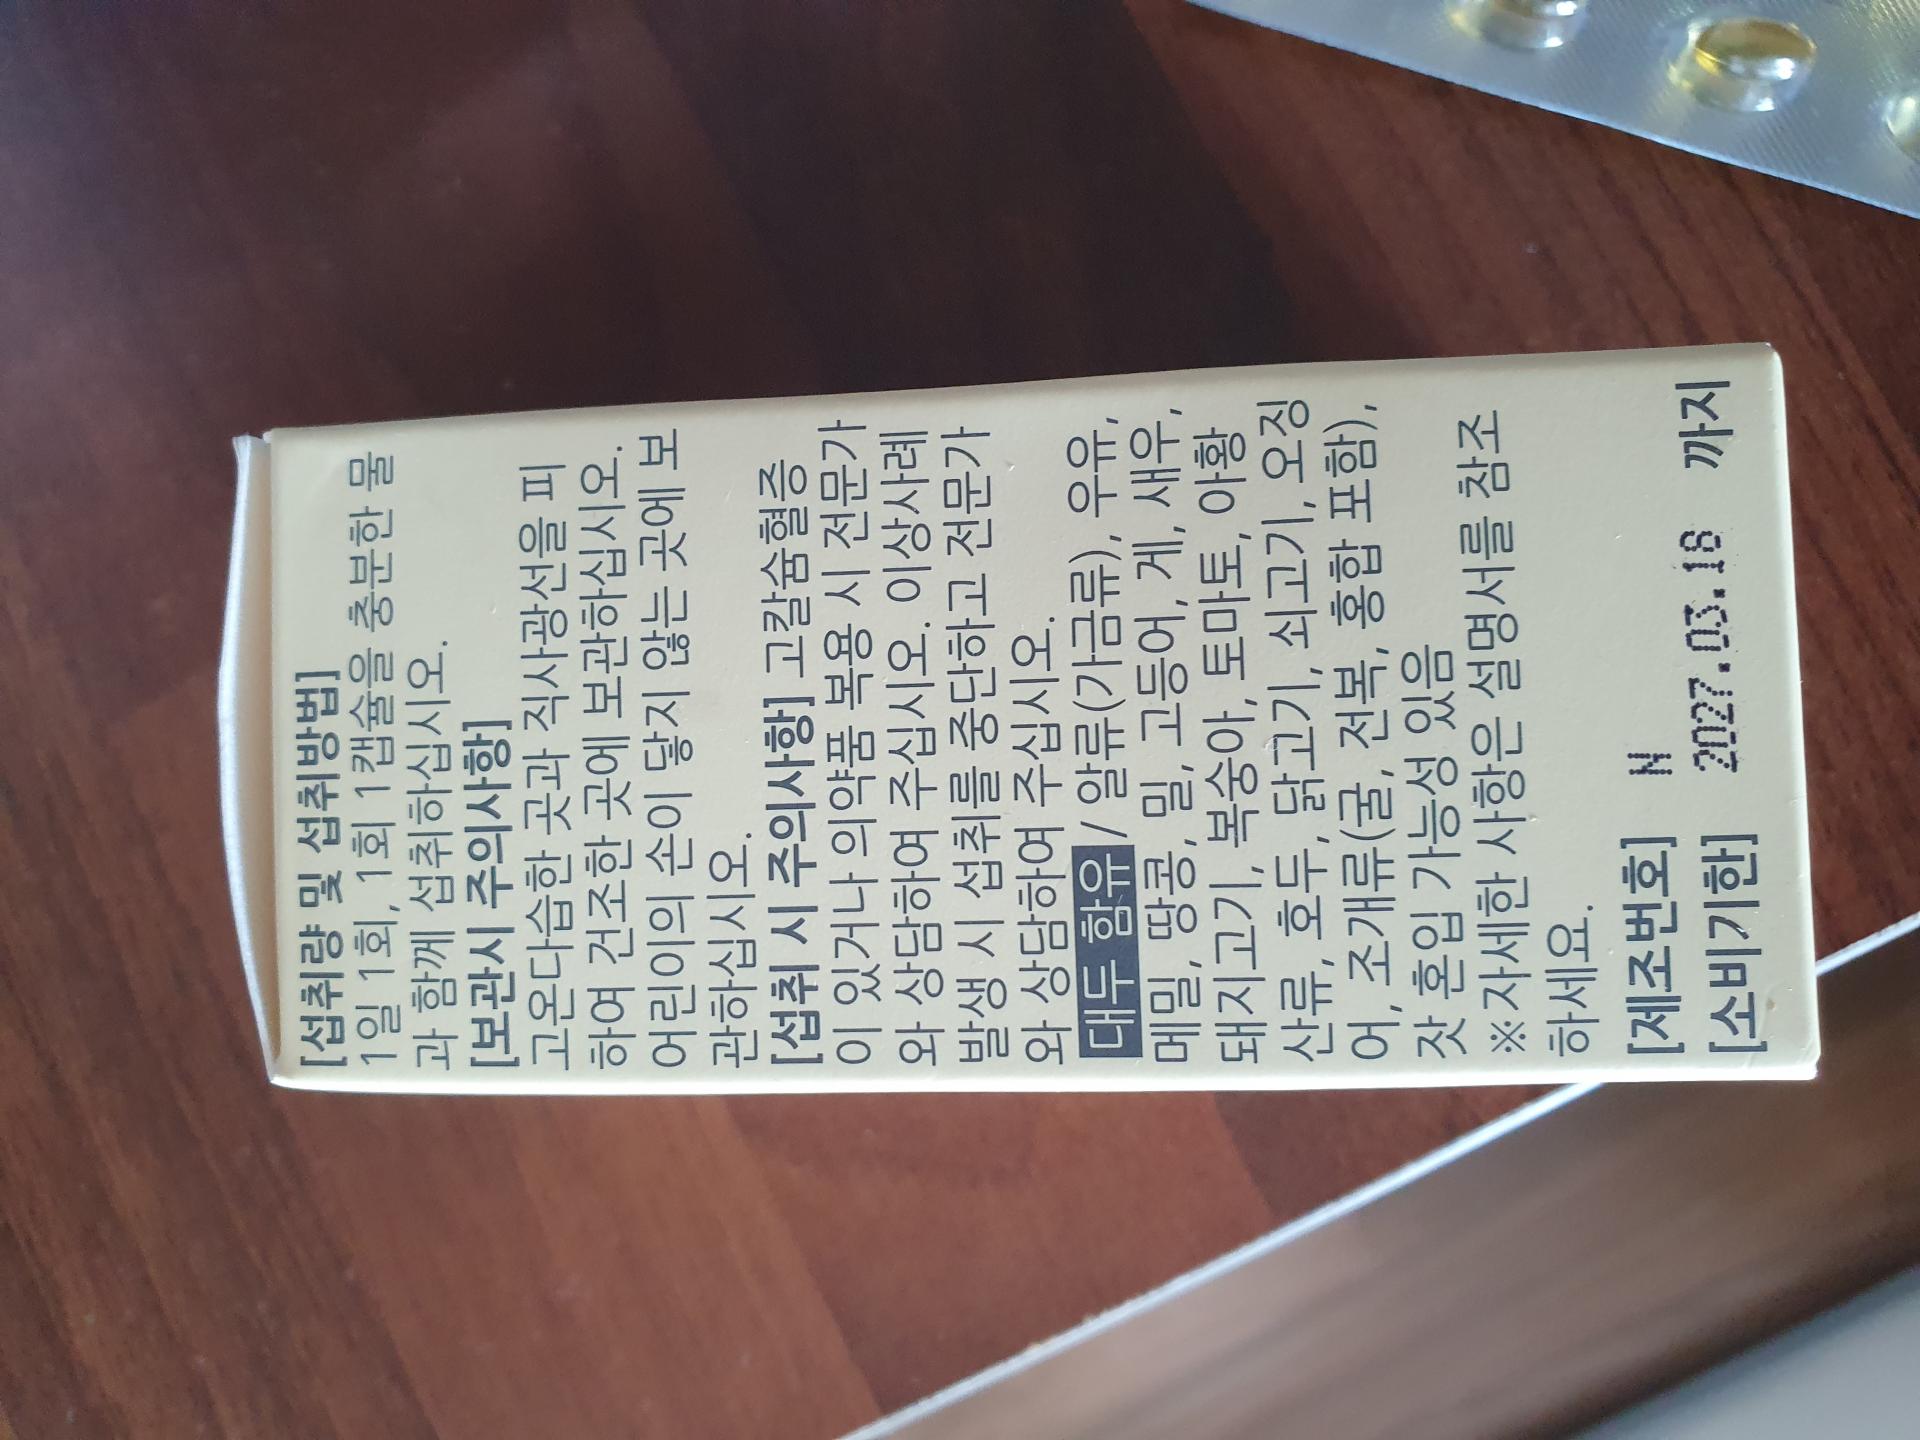 [섭취량 및 섭취방법]
1일 1회, 1회 1캡슐을 충분한 물
과 함께 섭취하십시오.
[보관시 주의사항]
고온다습한 곳과 직사광선을 피
하여 건조한 곳에 보관하십시오.
어린이의 손이 닿지 않는 곳에 보
관하십시오.
[섭취 시 주의사항] 고칼슘혈증
이 있거나 의약품 복용 시 전문가
와 상담하여 주십시오. 이상사례
발생 시 섭취를 중단하고 전문가
와 상담하여 주십시오.
대두 함유 / 알류(가금류), 우유,
메밀, 땅콩, 밀, 고등어, 게, 새우,
돼지고기, 복숭아, 토마토, 아황
산류, 호두, 닭고기, 쇠고기, 오징
어, 조개류(굴, 전복, 홍합 포함),
잣 혼입 가능성 있음
※자세한 사항은 설명서를 참조
하세요.
[제조번호] N
[소비기한] 2027.03.18 까지